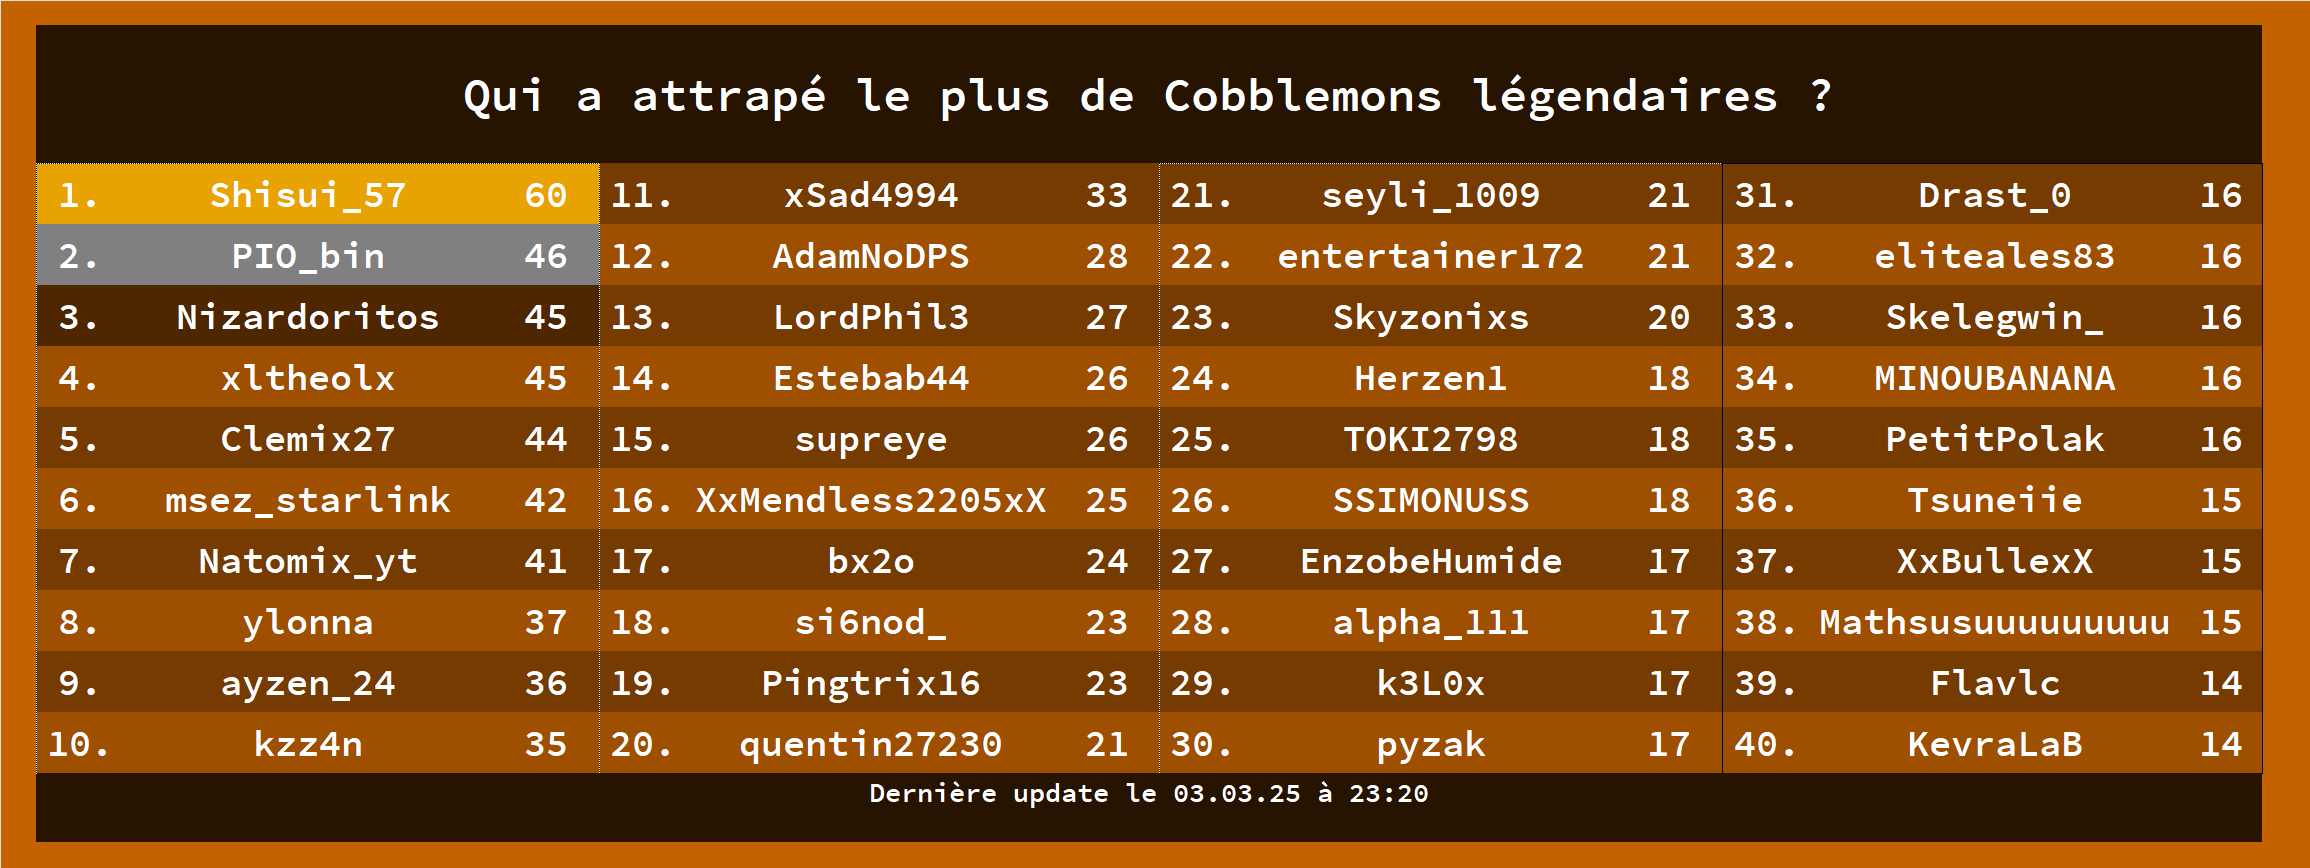 Qui a attrapé le plus de Cobblemons légendaires ?
1. Shisui_57 60
2. PIO_bin 46
3. Nizardoritos 45
4. xltheolx 45
5. Clemix27 44
6. msez_starlink 42
7. Natomix_yt 41
8. ylonna 37
9. ayzen_24 36
10. kzz4n 35
11. xSad4994 33
12. AdamNoDPS 28
13. LordPhil3 27
14. Estebab44 26
15. supreye 26
16. XxMendless2205xX 25
17. bx2o 24
18. si6nod_ 23
19. Pingtrix16 23
20. quentin27230 21
21. seyli_1009 21
22. entertainer172 21
23. Skyzonixs 20
24. Herzen1 18
25. TOKI2798 18
26. SSIMONUSS 18
27. EnzobeHumide 17
28. alpha_111 17
29. k3L0x 17
30. pyzak 17
31. Drast_0 16
32. eliteales83 16
33. Skelegwin_ 16
34. MINOUBANANA 16
35. PetitPolak 16
36. Tsuneiie 15
37. XxBullexX 15
38. Mathsusuuuuuuuuu 15
39. Flavlc 14
40. KevraLaB 14
Dernière update le 03.03.25 à 23:20